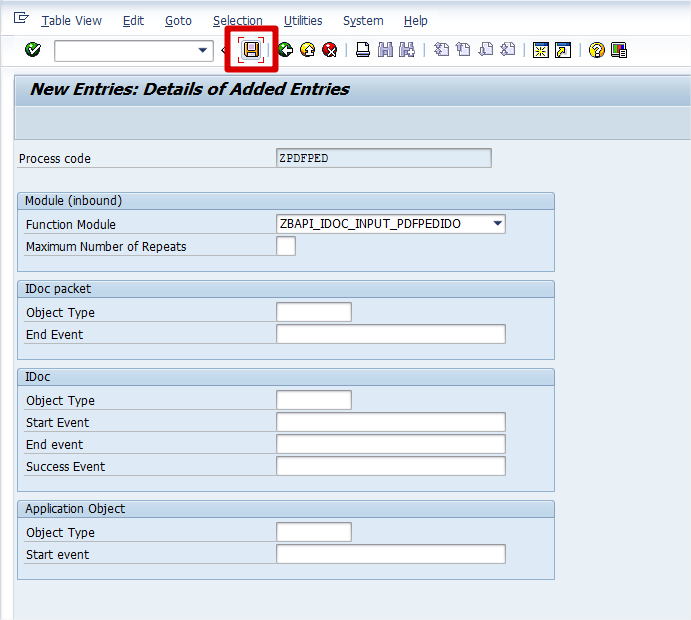 Table View Edit Goto Selection Utilities System Help
New Entries: Details of Added Entries
Process code ZPDFPED
Module (inbound)
Function Module ZBAPI_IDOC_INPUT_PDFPEDIDO
Maximum Number of Repeats
IDoc packet
Object Type
End Event
IDoc
Object Type
Start Event
End event
Success Event
Application Object
Object Type
Start event